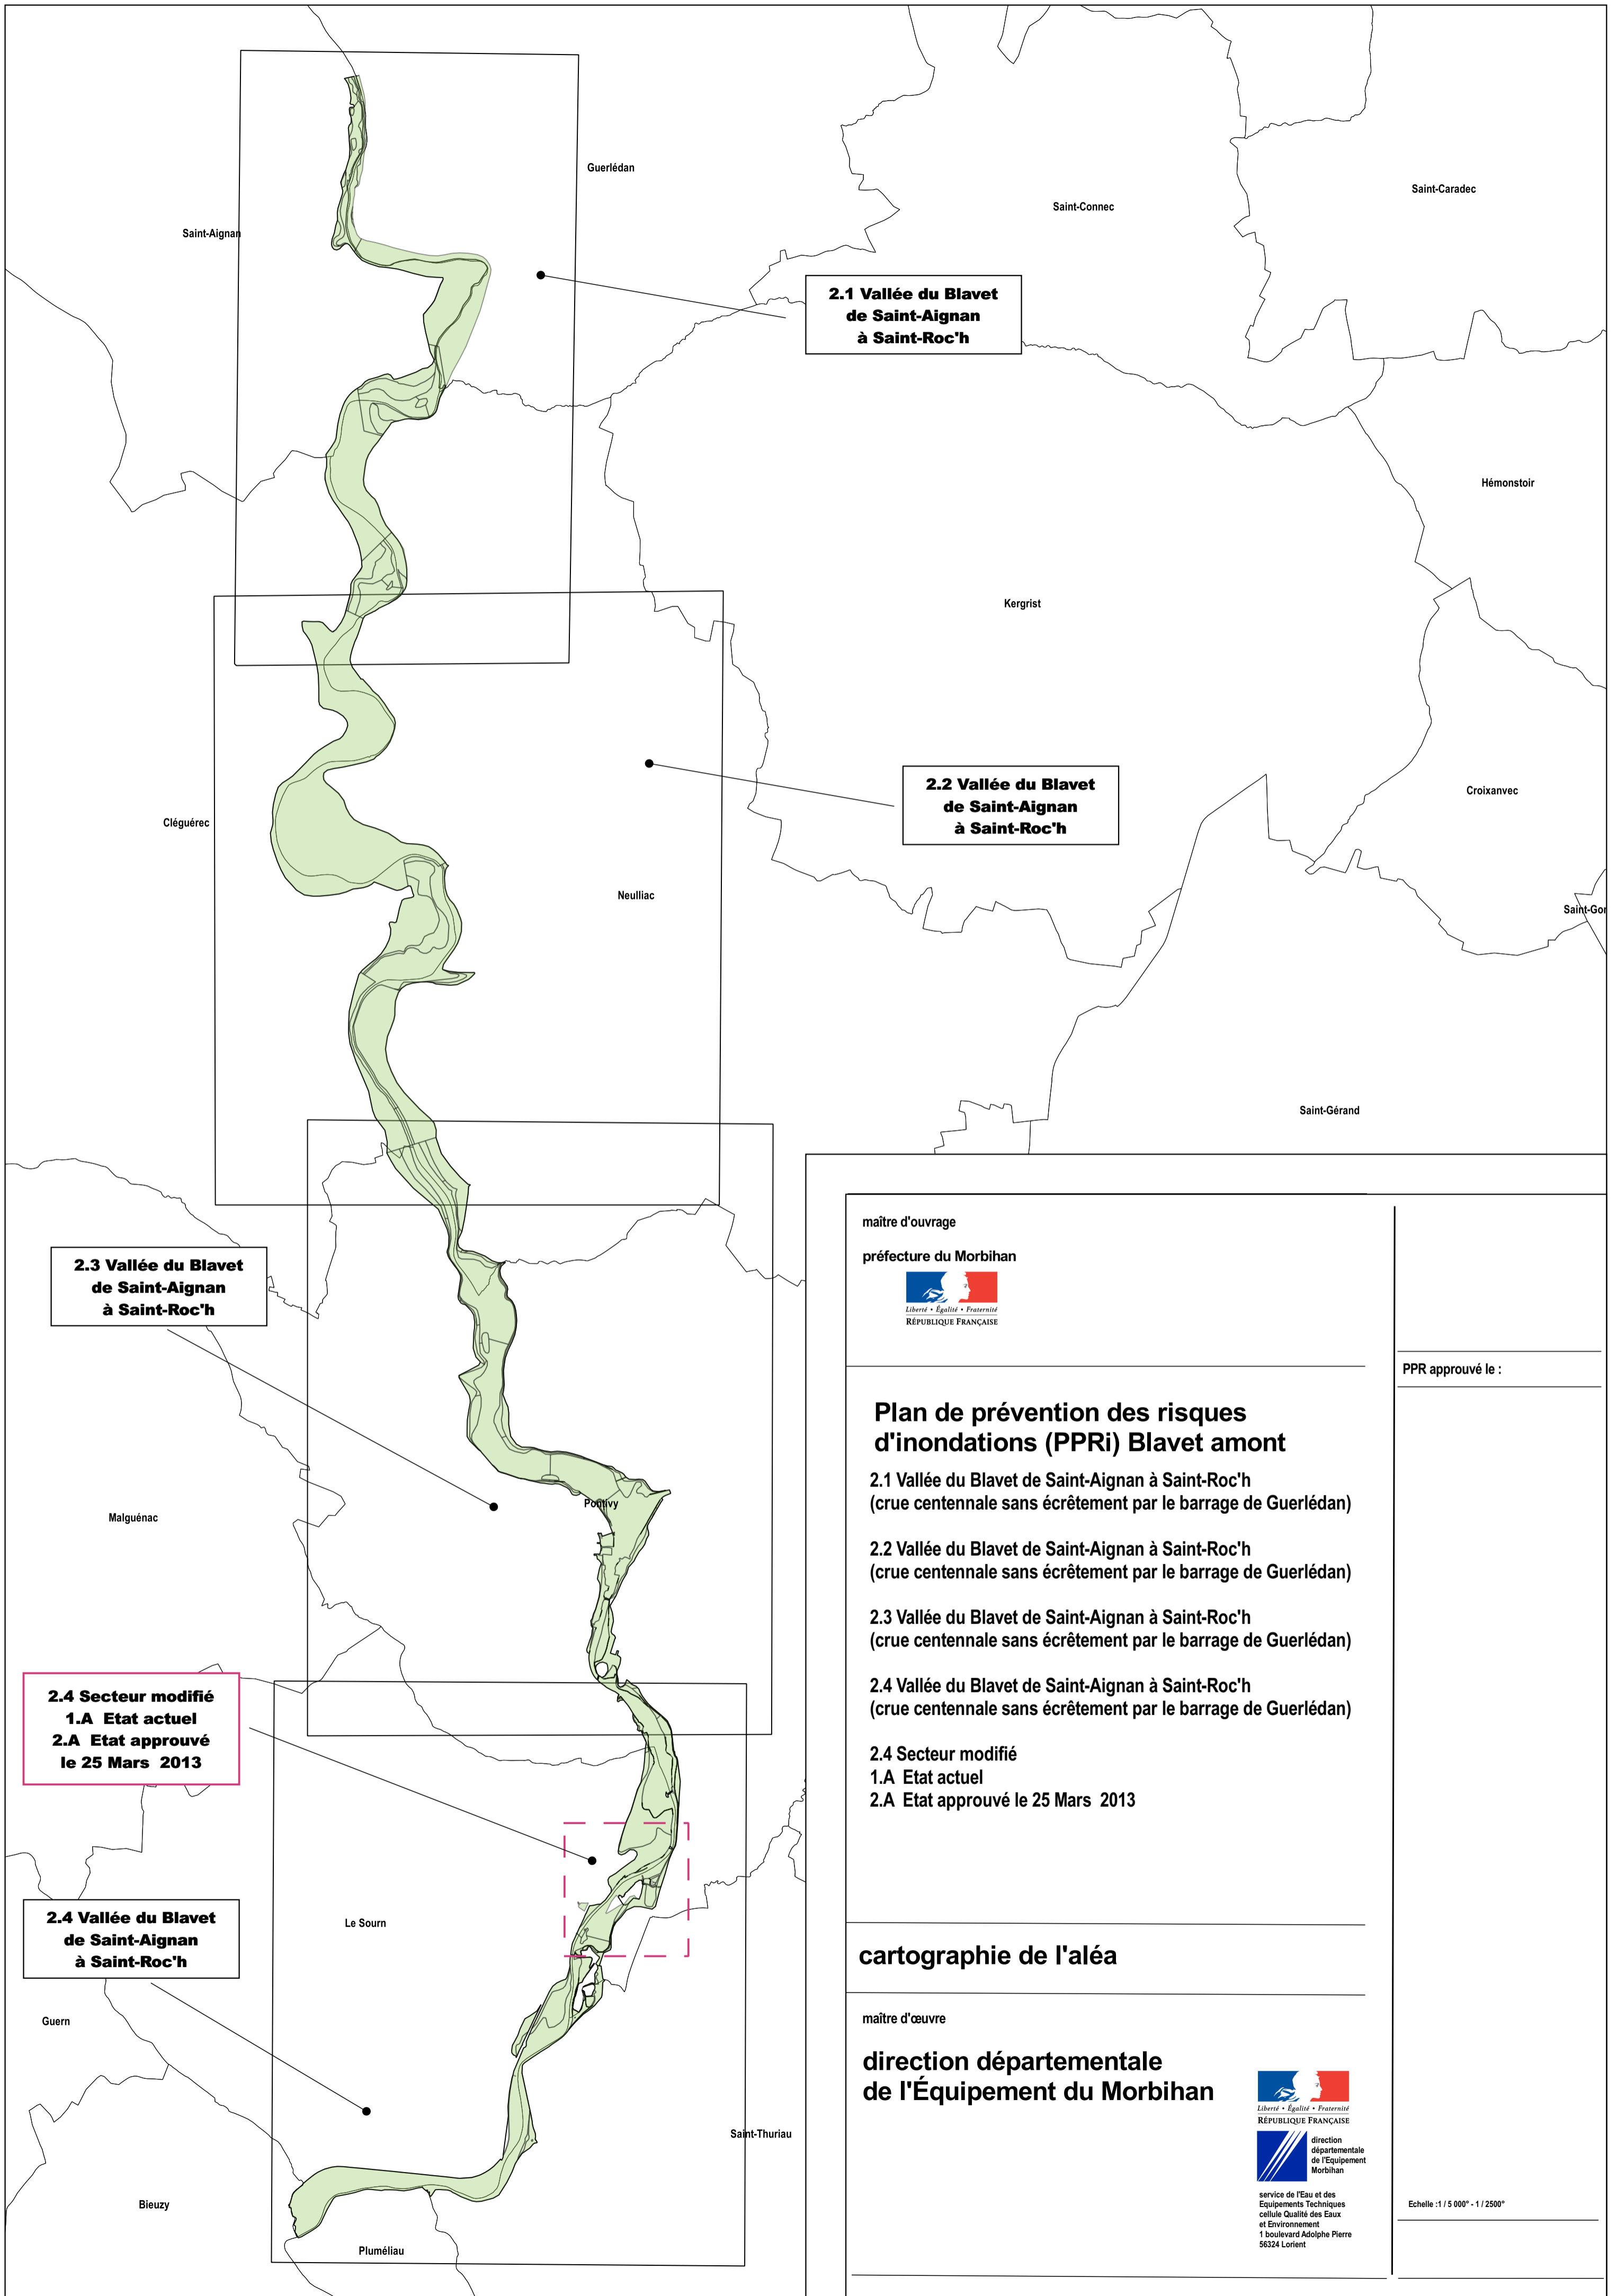 Guerlédan
Saint-Caradec
Saint-Connec
Saint-Aignan
2.1 Vallée du Blavet
de Saint-Aignan
à Saint-Roc'h
Hémonstoir
Kergrist
2.2 Vallée du Blavet
de Saint-Aignan
à Saint-Roc'h
Croixanvec
Cléguérec
Neulliac
Saint-Gor
Saint-Gérand
2.3 Vallée du Blavet
de Saint-Aignan
à Saint-Roc'h
Pontivy
Malguénac
2.4 Secteur modifié
1.A Etat actuel
2.A Etat approuvé
le 25 Mars 2013
2.4 Vallée du Blavet
de Saint-Aignan
à Saint-Roc'h
Le Sourn
Guern
Saint-Thuriau
Bieuzy
Pluméliau
maître d'ouvrage
préfecture du Morbihan
Liberté • Égalité • Fraternité
RÉPUBLIQUE FRANÇAISE
PPR approuvé le :
Plan de prévention des risques
d'inondations (PPRi) Blavet amont
2.1 Vallée du Blavet de Saint-Aignan à Saint-Roc'h
(crue centennale sans écrêtement par le barrage de Guerlédan)
2.2 Vallée du Blavet de Saint-Aignan à Saint-Roc'h
(crue centennale sans écrêtement par le barrage de Guerlédan)
2.3 Vallée du Blavet de Saint-Aignan à Saint-Roc'h
(crue centennale sans écrêtement par le barrage de Guerlédan)
2.4 Vallée du Blavet de Saint-Aignan à Saint-Roc'h
(crue centennale sans écrêtement par le barrage de Guerlédan)
2.4 Secteur modifié
1.A Etat actuel
2.A Etat approuvé le 25 Mars 2013
cartographie de l'aléa
maître d'œuvre
direction départementale
de l'Équipement du Morbihan
Liberté • Égalité • Fraternité
RÉPUBLIQUE FRANÇAISE
direction
départementale
de l'Equipement
Morbihan
service de l'Eau et des
Equipements Techniques
cellule Qualité des Eaux
et Environnement
1 boulevard Adolphe Pierre
56324 Lorient
Echelle :1 / 5 000° - 1 / 2500°